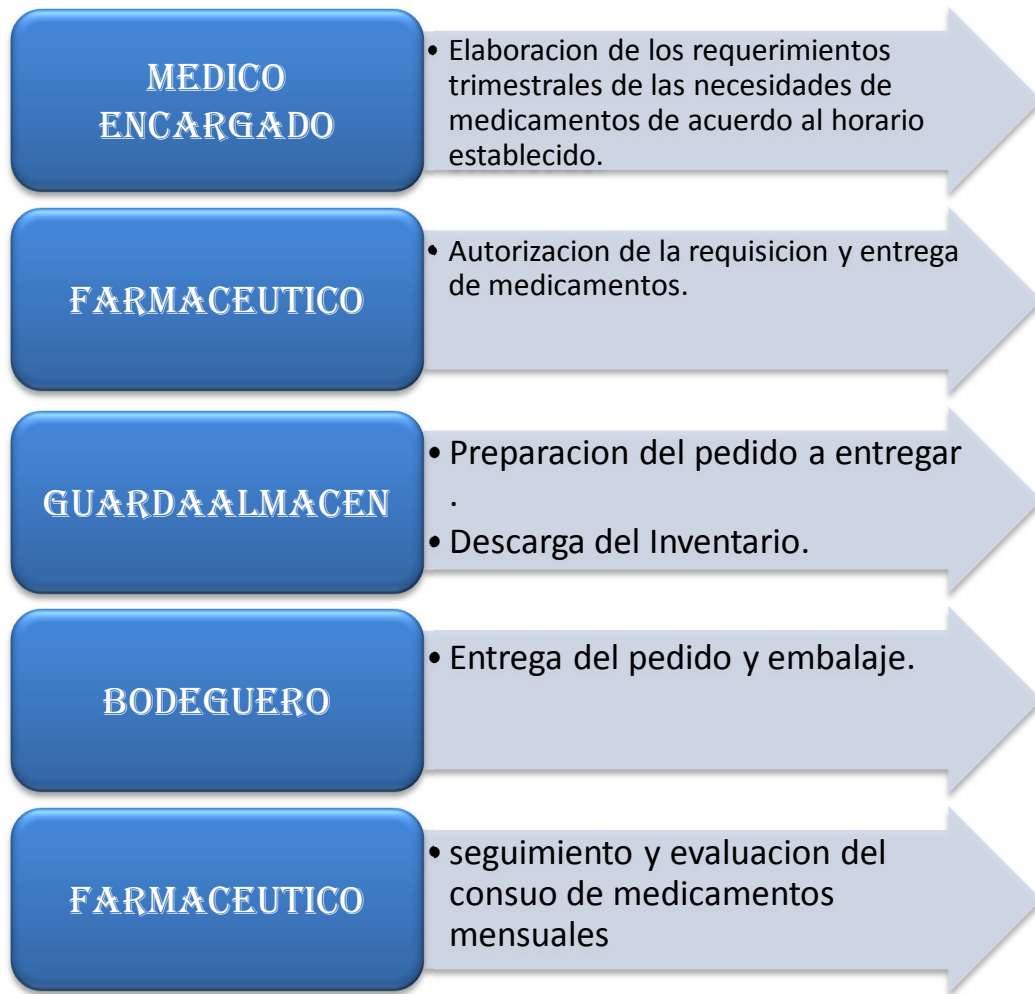 MEDICO
ENCARGADO
• Elaboracion de los requerimientos
trimestrales de las necesidades de
medicamentos de acuerdo al horario
establecido.
FARMACEUTICO
• Autorizacion de la requisicion y entrega
de medicamentos.
GUARDAALMACEN
• Preparacion del pedido a entregar
.
• Descarga del Inventario.
BODEGUERO
• Entrega del pedido y embalaje.
FARMACEUTICO
• seguimiento y evaluacion del
consuo de medicamentos
mensuales